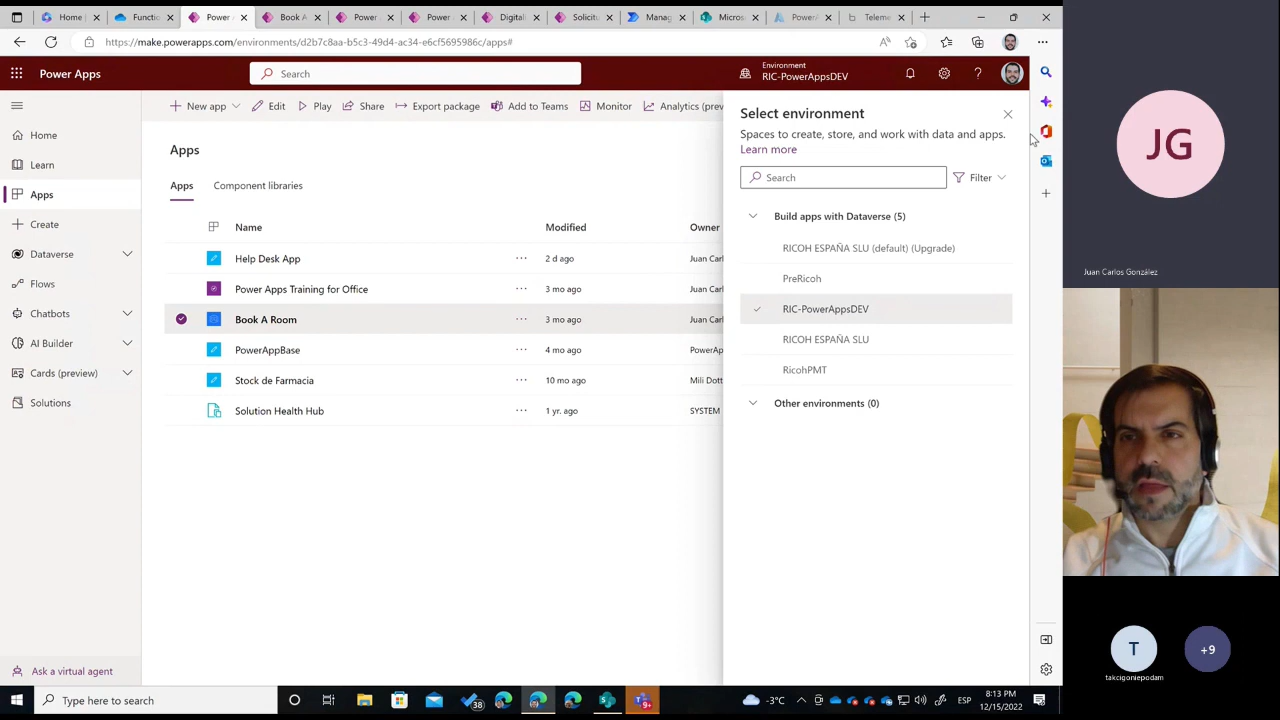 Home
Functio
Power A
Book A
Power
Power
Digitali
Solicitu
Manag
Micros
PowerA
Teleme
https://make.powerapps.com/environments/d2b7c8aa-b5c3-49d4-ac34-e6cf5695986c/apps#
Power Apps
Search
Environment
RIC-PowerAppsDEV
New app
Edit
Play
Share
Export package
Add to Teams
Monitor
Analytics (prev
Home
Learn
Apps
Create
Dataverse
Flows
Chatbots
AI Builder
Cards (preview)
Solutions
Ask a virtual agent
Apps
Apps
Component libraries
Name
Modified
Owner
Help Desk App
2 d ago
Juan Carl
Power Apps Training for Office
3 mo ago
Juan Carl
Book A Room
3 mo ago
Juan Carl
PowerAppBase
4 mo ago
PowerAp
Stock de Farmacia
10 mo ago
Mili Dott
Solution Health Hub
1 yr. ago
SYSTEM
Select environment
Spaces to create, store, and work with data and apps.
Learn more
Search
Filter
Build apps with Dataverse (5)
RICOH ESPAÑA SLU (default) (Upgrade)
PreRicoh
RIC-PowerAppsDEV
RICOH ESPAÑA SLU
RicohPMT
Other environments (0)
JG
Juan Carlos González
T
+9
takcigoniepodam
Type here to search
38
9+
-3°C
ESP
8:13 PM
12/15/2022